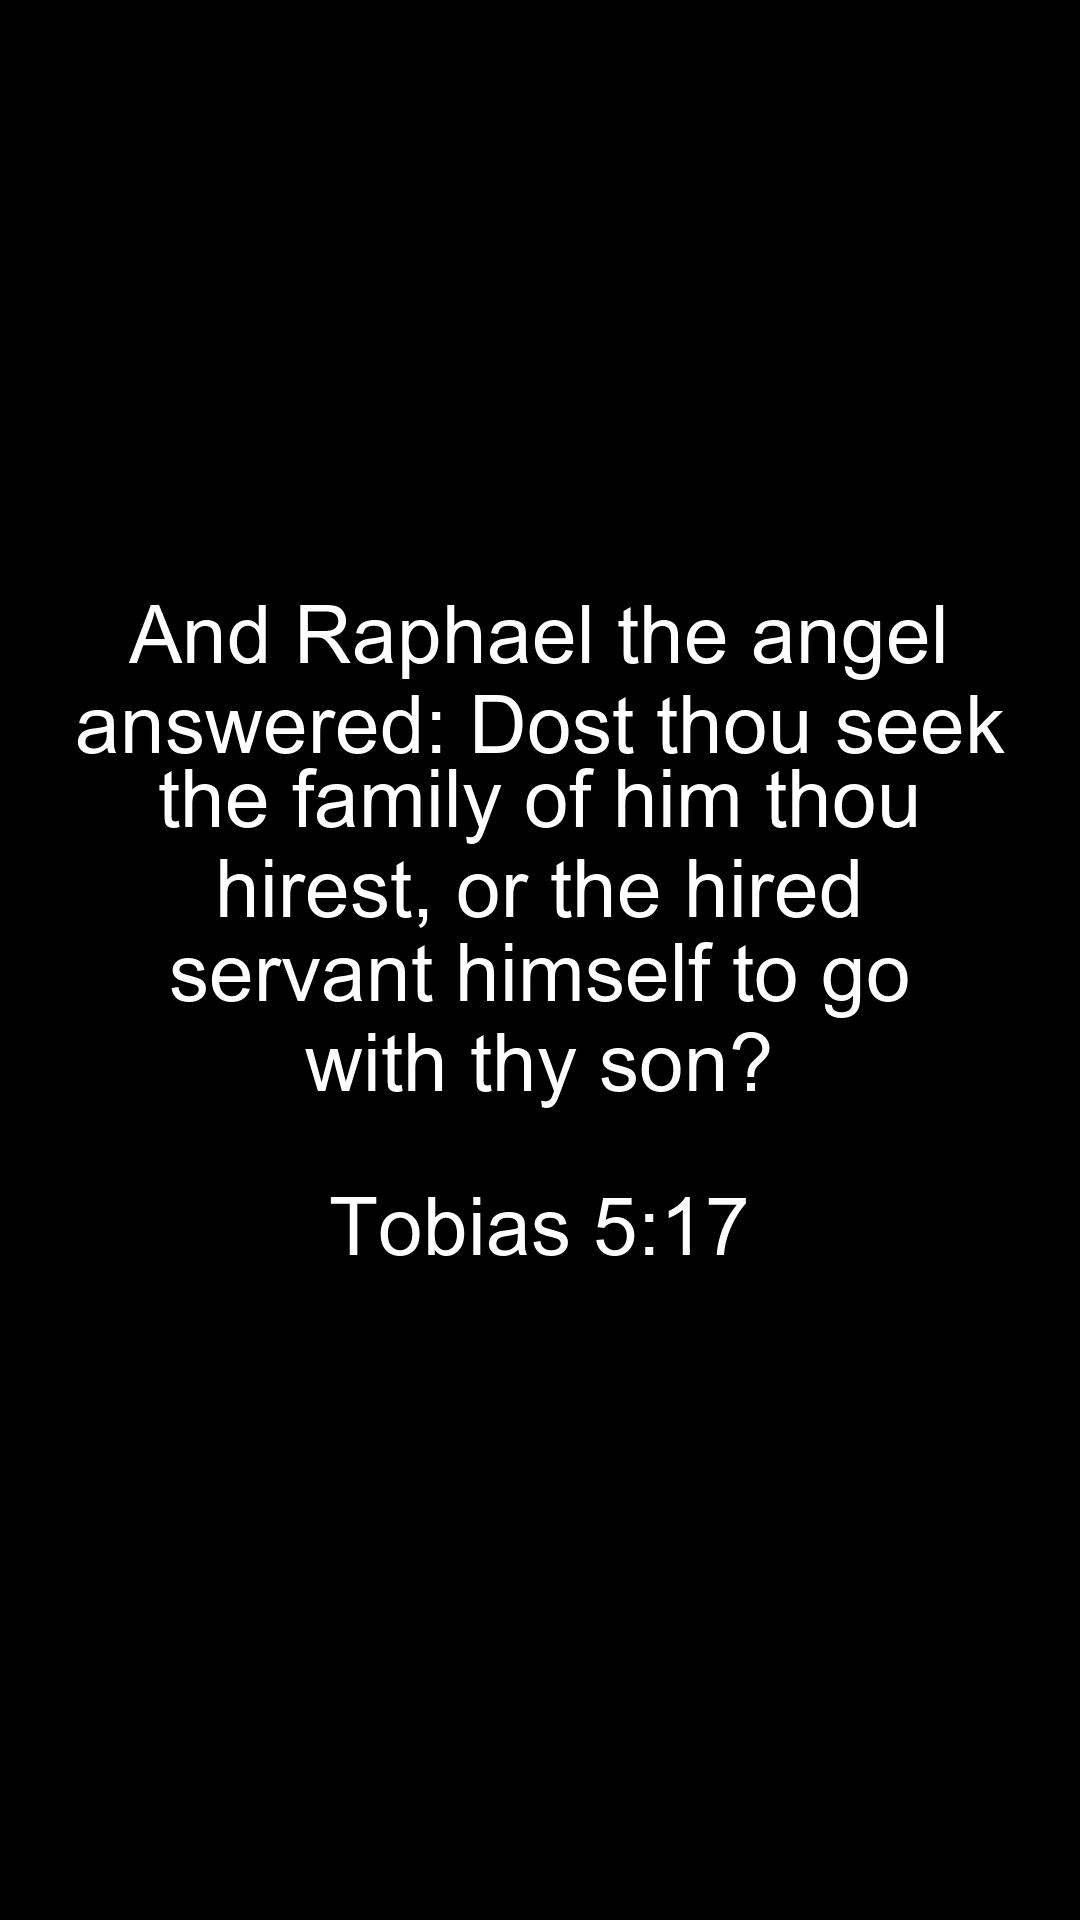 And Raphael the angel
answered: Dost thou seek
the family of him thou
hirest, or the hired
servant himself to go
with thy son?
Tobias 5:17